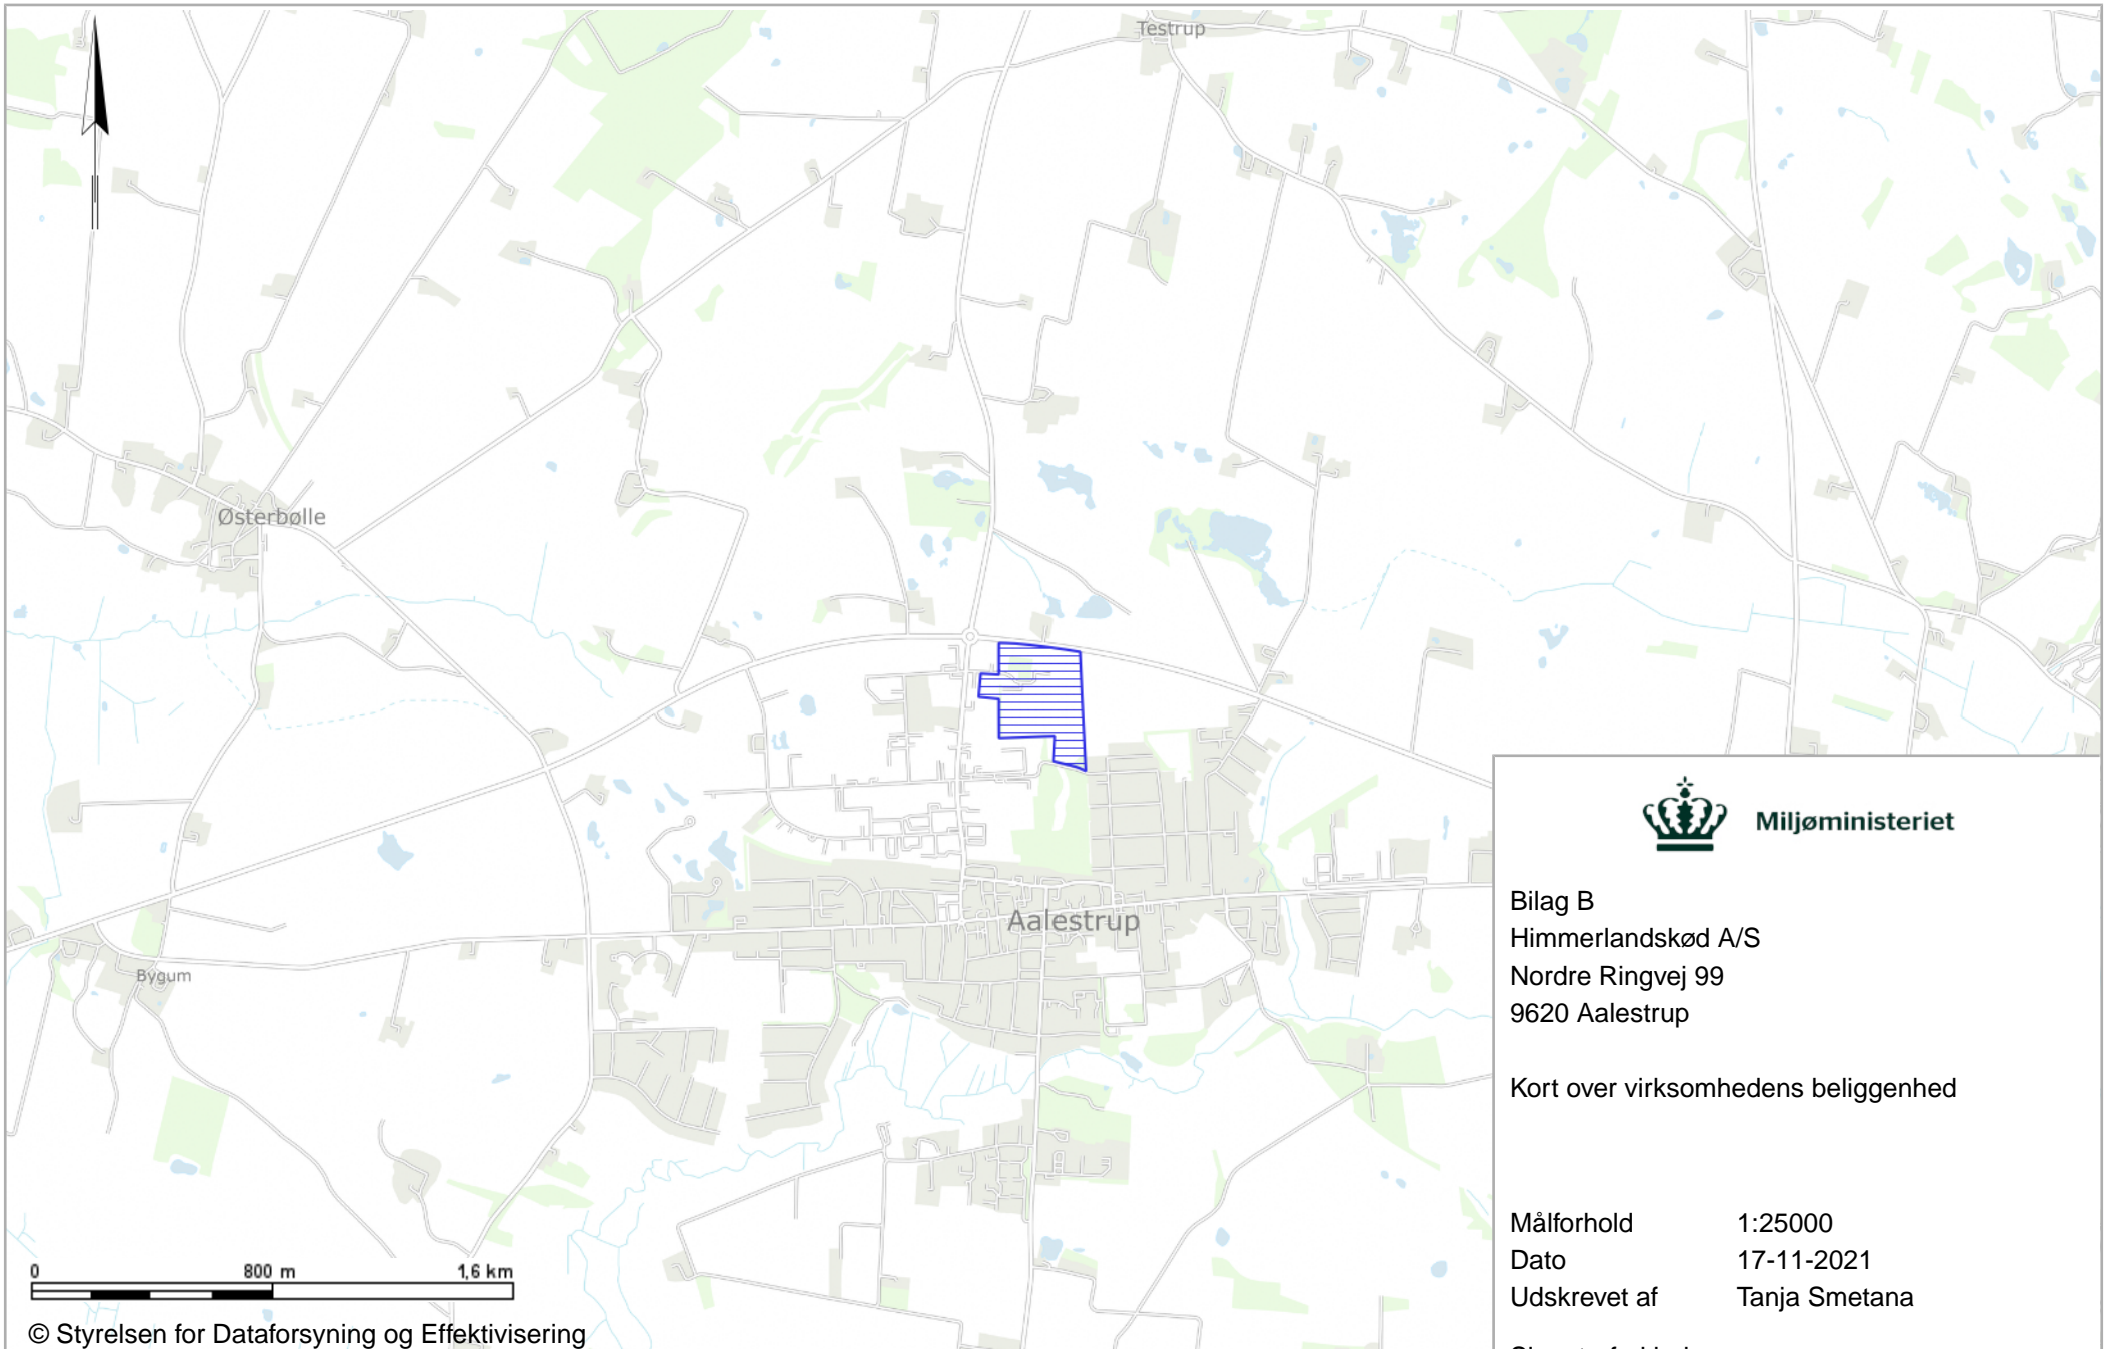 Testrup
Østerbølle
Aalestrup
Bygum
0 800 m 1,6 km
© Styrelsen for Dataforsyning og Effektivisering
Miljøministeriet
Bilag B
Himmerlandskød A/S
Nordre Ringvej 99
9620 Aalestrup
Kort over virksomhedens beliggenhed
Målforhold 1:25000
Dato 17-11-2021
Udskrevet af Tanja Smetana